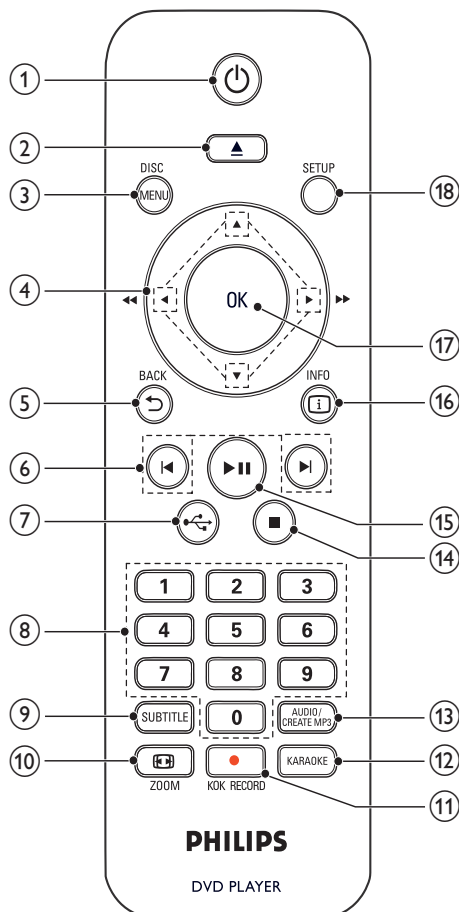 1
2
DISC
SETUP
3
MENU
18
4
OK
17
BACK
INFO
5
i
16
6
7
15
14
1 2 3
8
4 5 6
7 8 9
9
SUBTITLE
0
AUDIO/
CREATE MP3
13
10
KARAOKE
12
ZOOM
KOK RECORD
11
PHILIPS
DVD PLAYER